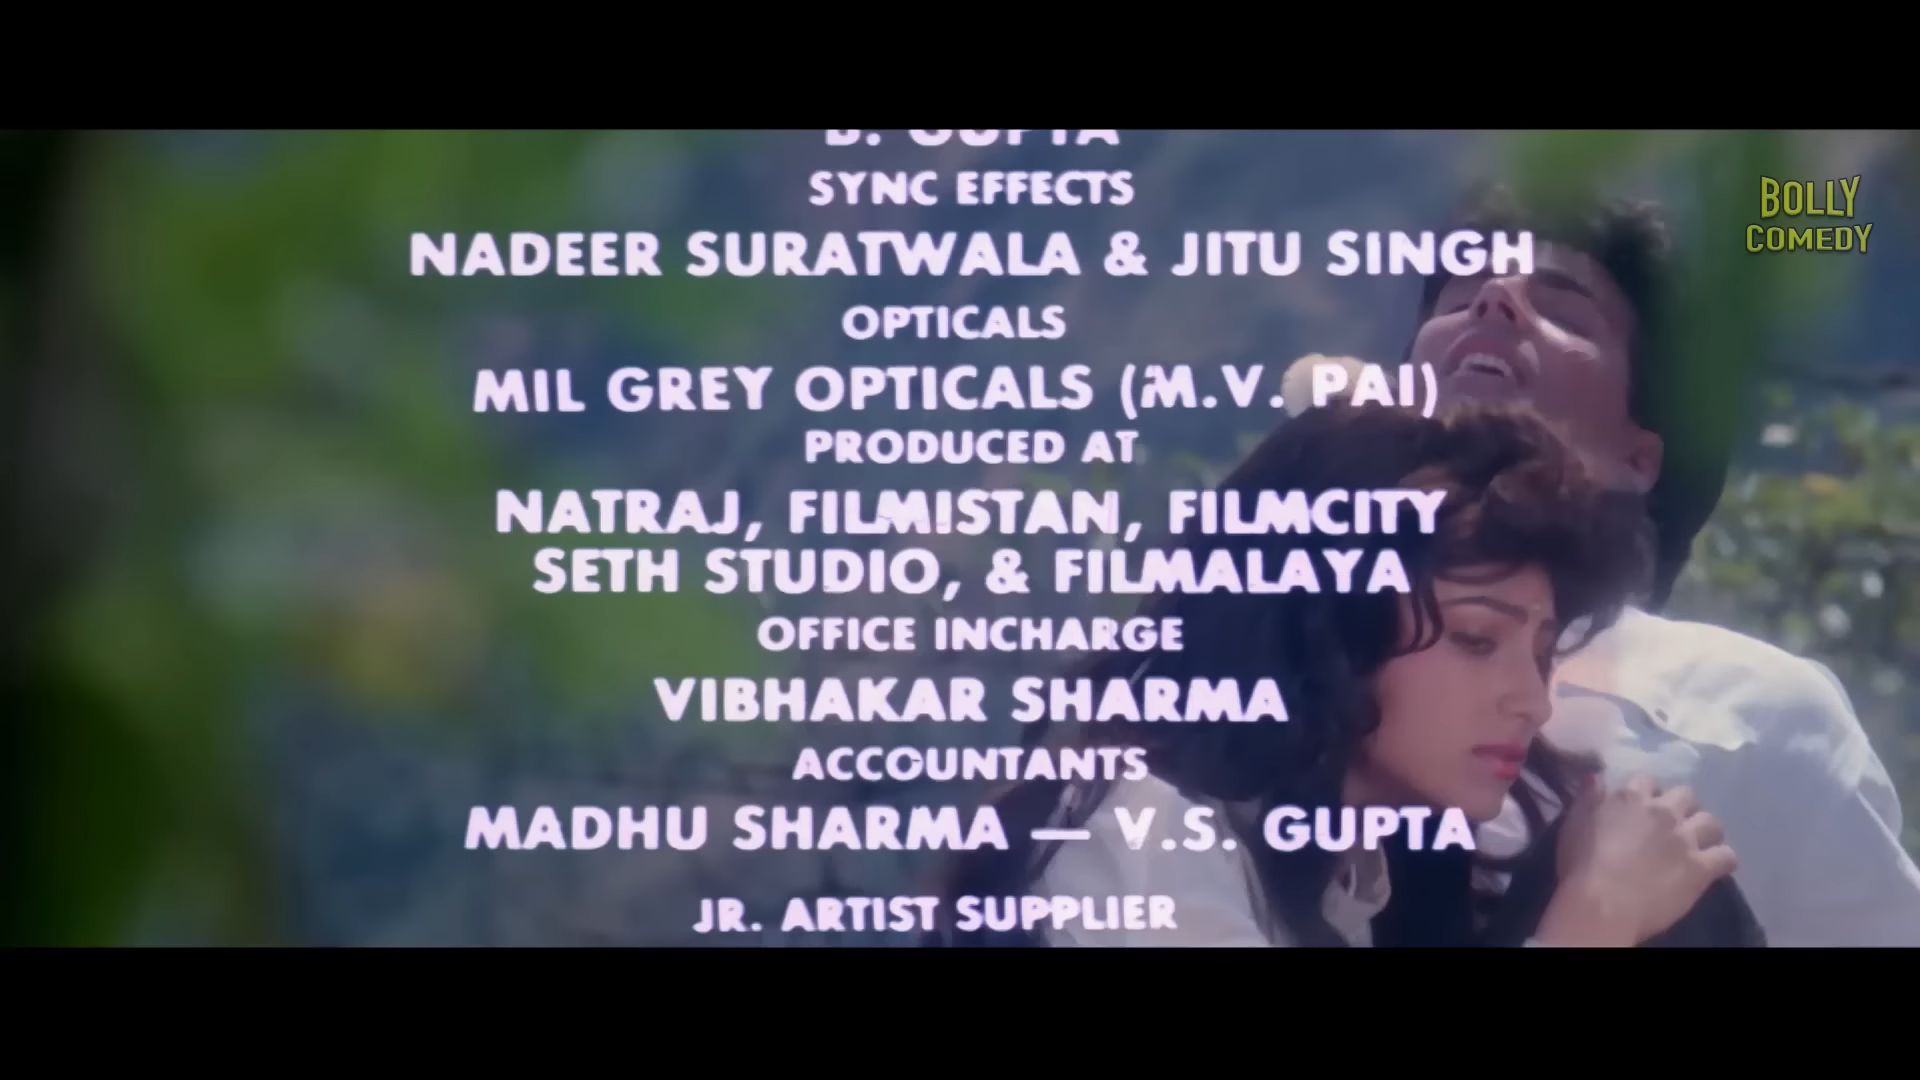 B. GUPTA
SYNC EFFECTS
NADEER SURATWALA & JITU SINGH
OPTICALS
MIL GREY OPTICALS (M.V. PAI)
PRODUCED AT
NATRAJ, FILMISTAN, FILMCITY
SETH STUDIO, & FILMALAYA
OFFICE INCHARGE
VIBHAKAR SHARMA
ACCOUNTANTS
MADHU SHARMA — V.S. GUPTA
JR. ARTIST SUPPLIER
BOLLY
COMEDY